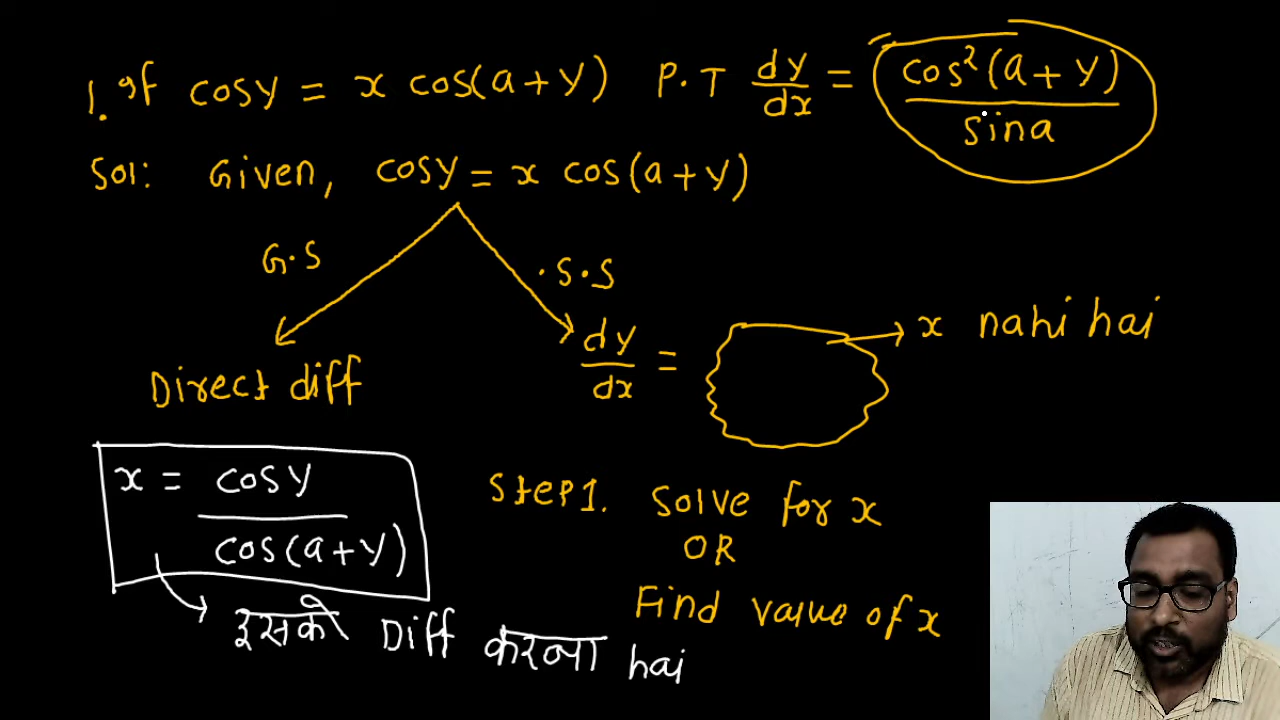 1. If cosy = x cos(a + y) P.T dy/dx = cos²(a + y)/sina
Sol: Given, cosy = x cos(a + y)
G.S
.S.S
Direct diff
dy/dx =
x nahi hai
x = cosy/cos(a + y)
Step1. Solve for x
OR
Find value of x
इसको Diff करना hai